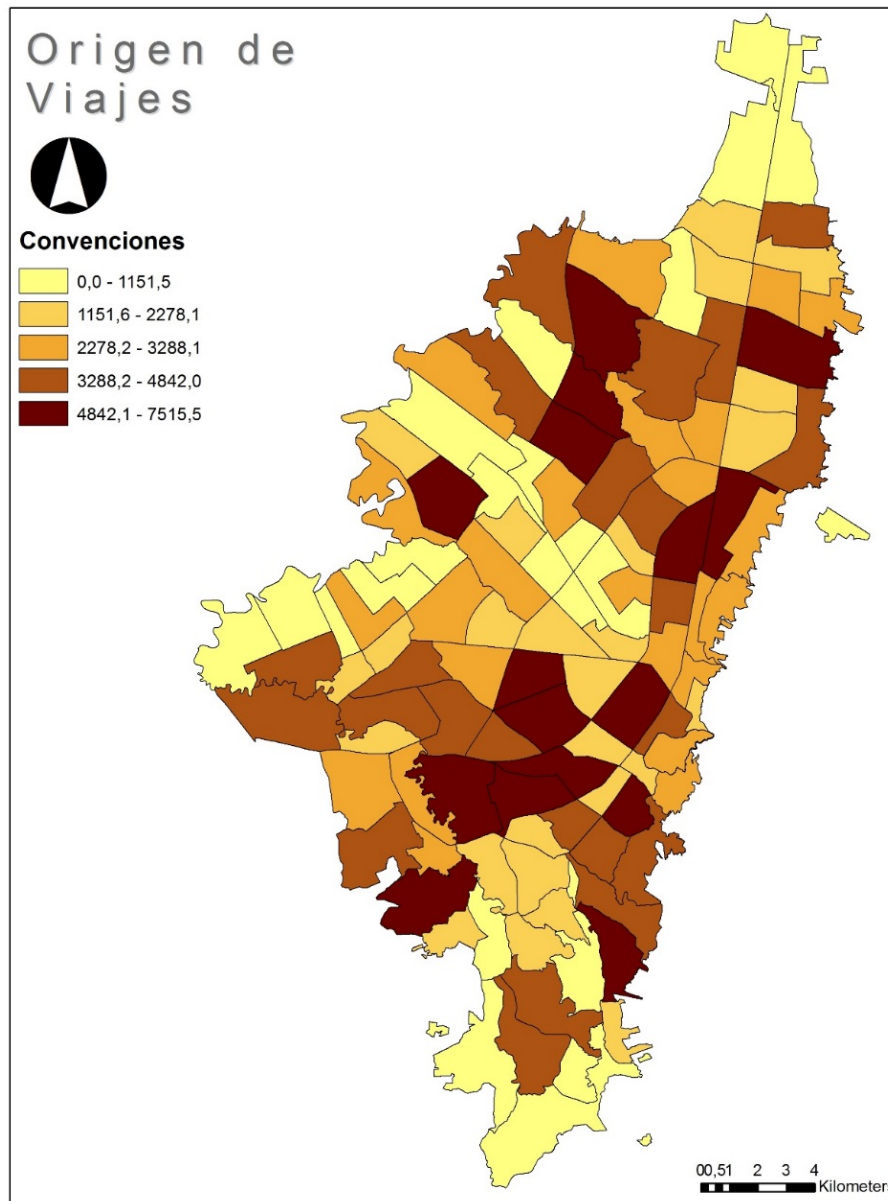 Origen de
Viajes
Convenciones
0,0 - 1151,5
1151,6 - 2278,1
2278,2 - 3288,1
3288,2 - 4842,0
4842,1 - 7515,5
00,51 2 3 4
Kilometers